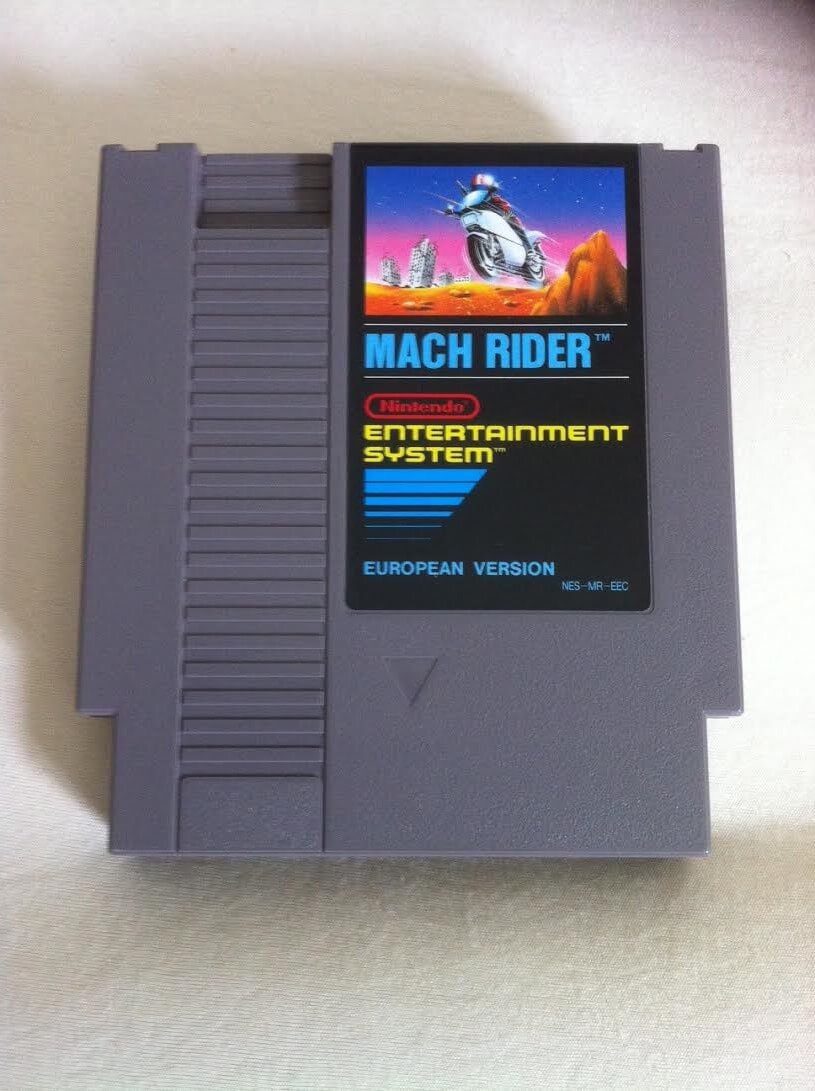 MACH RIDER™
Nintendo®
ENTERTAINMENT
SYSTEM™
EUROPEAN VERSION
NES-MR-EEC